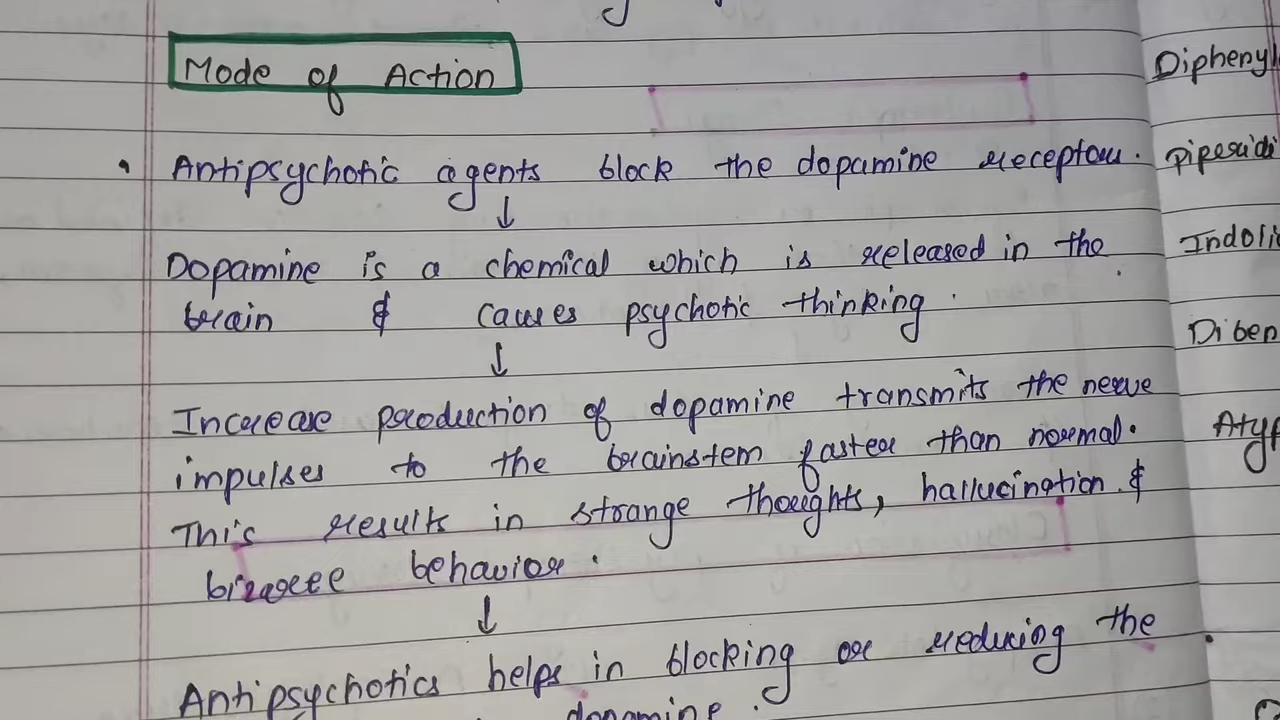 Mode of Action
• Antipsychotic agents block the dopamine receptor.
↓
Dopamine is a chemical which is released in the
brain & causes psychotic thinking.
↓
Increase production of dopamine transmits the nerve
impulses to the brainstem faster than normal.
This results in strange thoughts, hallucination &
bizarre behavior.
↓
Antipsychotics helps in blocking or reducing the
dopamine.
Diphenyl
Piperidi
Indoli
Diben
Atyp